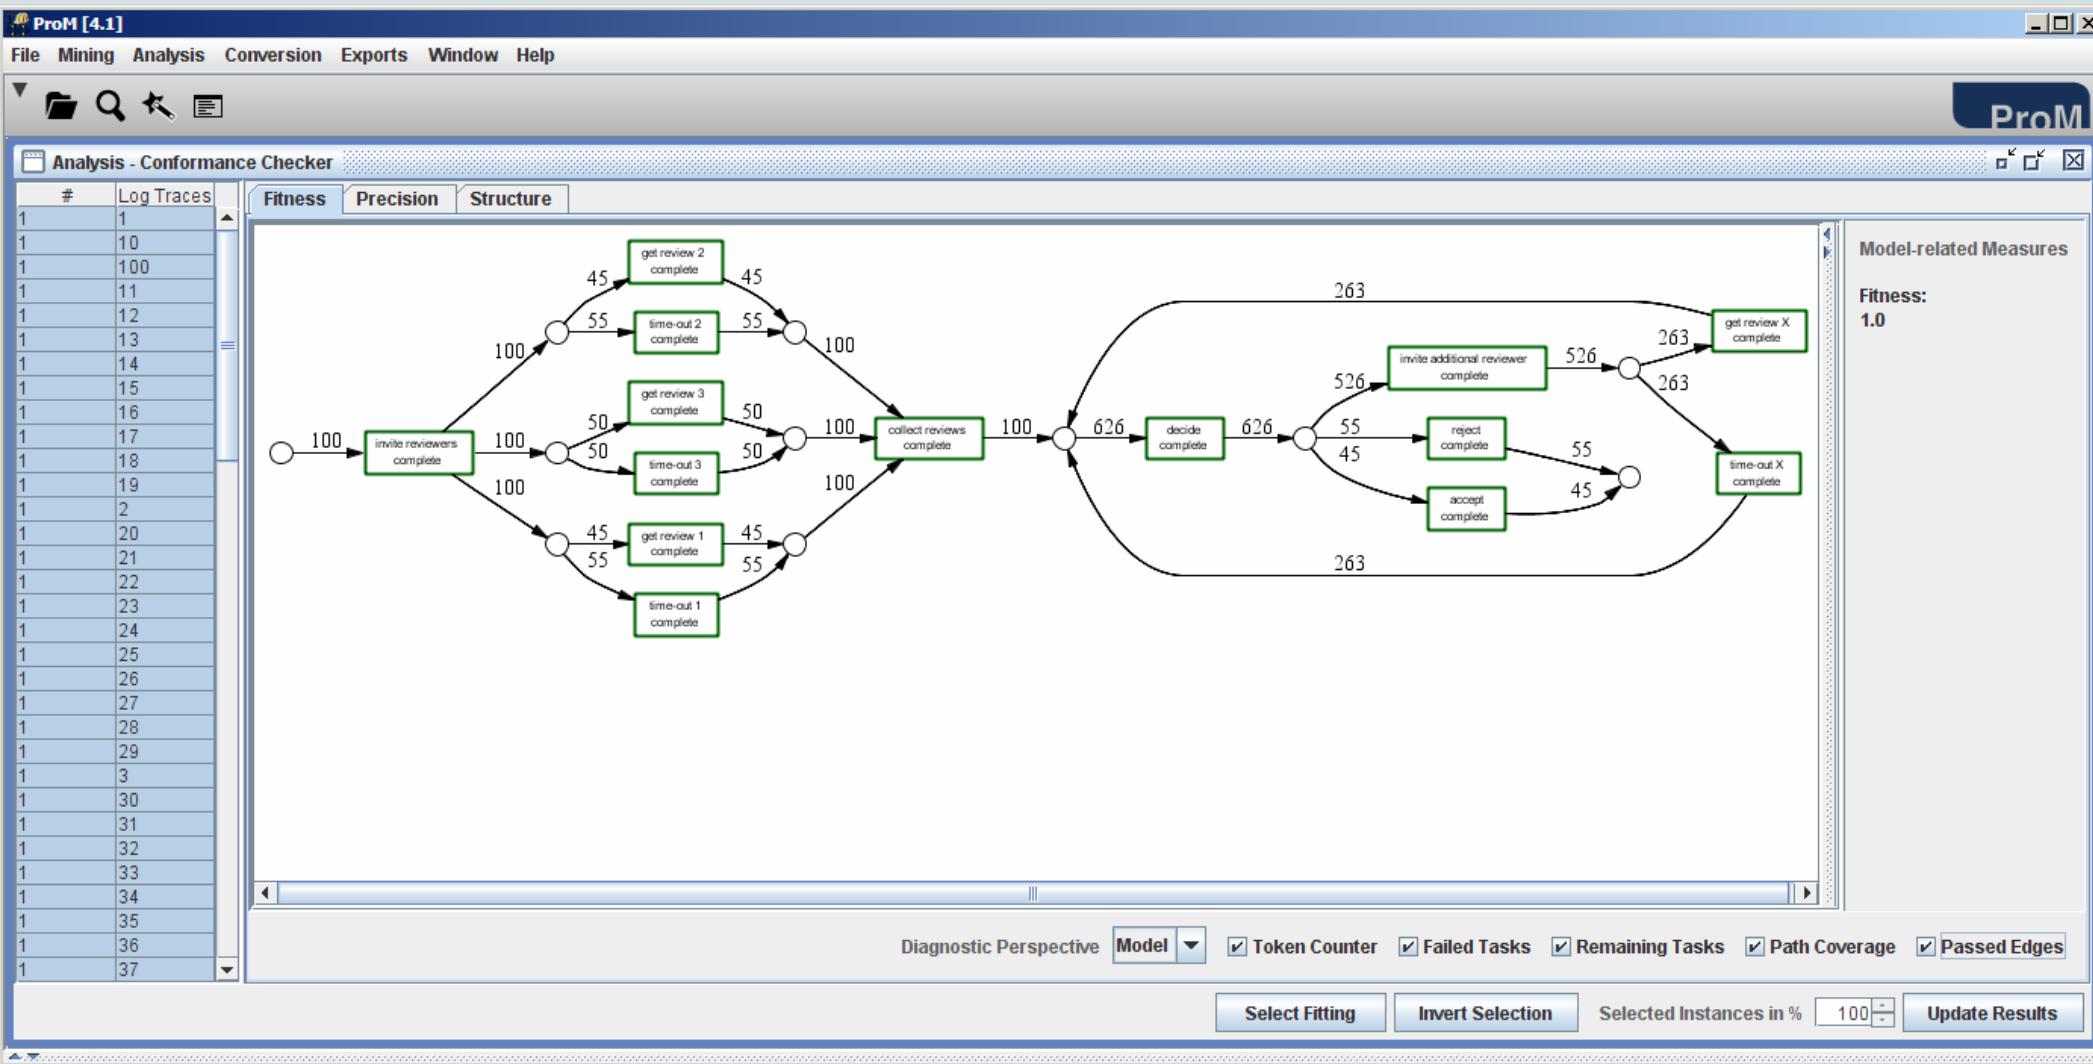 ProM [4.1]
File Mining Analysis Conversion Exports Window Help
ProM
Analysis - Conformance Checker
# Log Traces
1 1
1 10
1 100
1 11
1 12
1 13
1 14
1 15
1 16
1 17
1 18
1 19
1 2
1 20
1 21
1 22
1 23
1 24
1 25
1 26
1 27
1 28
1 29
1 3
1 30
1 31
1 32
1 33
1 34
1 35
1 36
1 37
Fitness Precision Structure
100
invite reviewers
complete
100
100
100
45
get review 2
complete
45
55
time-out 2
complete
55
50
get review 3
complete
50
50
time-out 3
complete
50
45
get review 1
complete
45
55
time-out 1
complete
55
100
100
100
collect reviews
complete
100
626
decide
complete
626
526
invite additional reviewer
complete
526
55
reject
complete
55
45
accept
complete
45
263
get review X
complete
263
263
time-out X
complete
263
Model-related Measures
Fitness:
1.0
Diagnostic Perspective Model Token Counter Failed Tasks Remaining Tasks Path Coverage Passed Edges
Select Fitting Invert Selection Selected Instances in % 100 Update Results